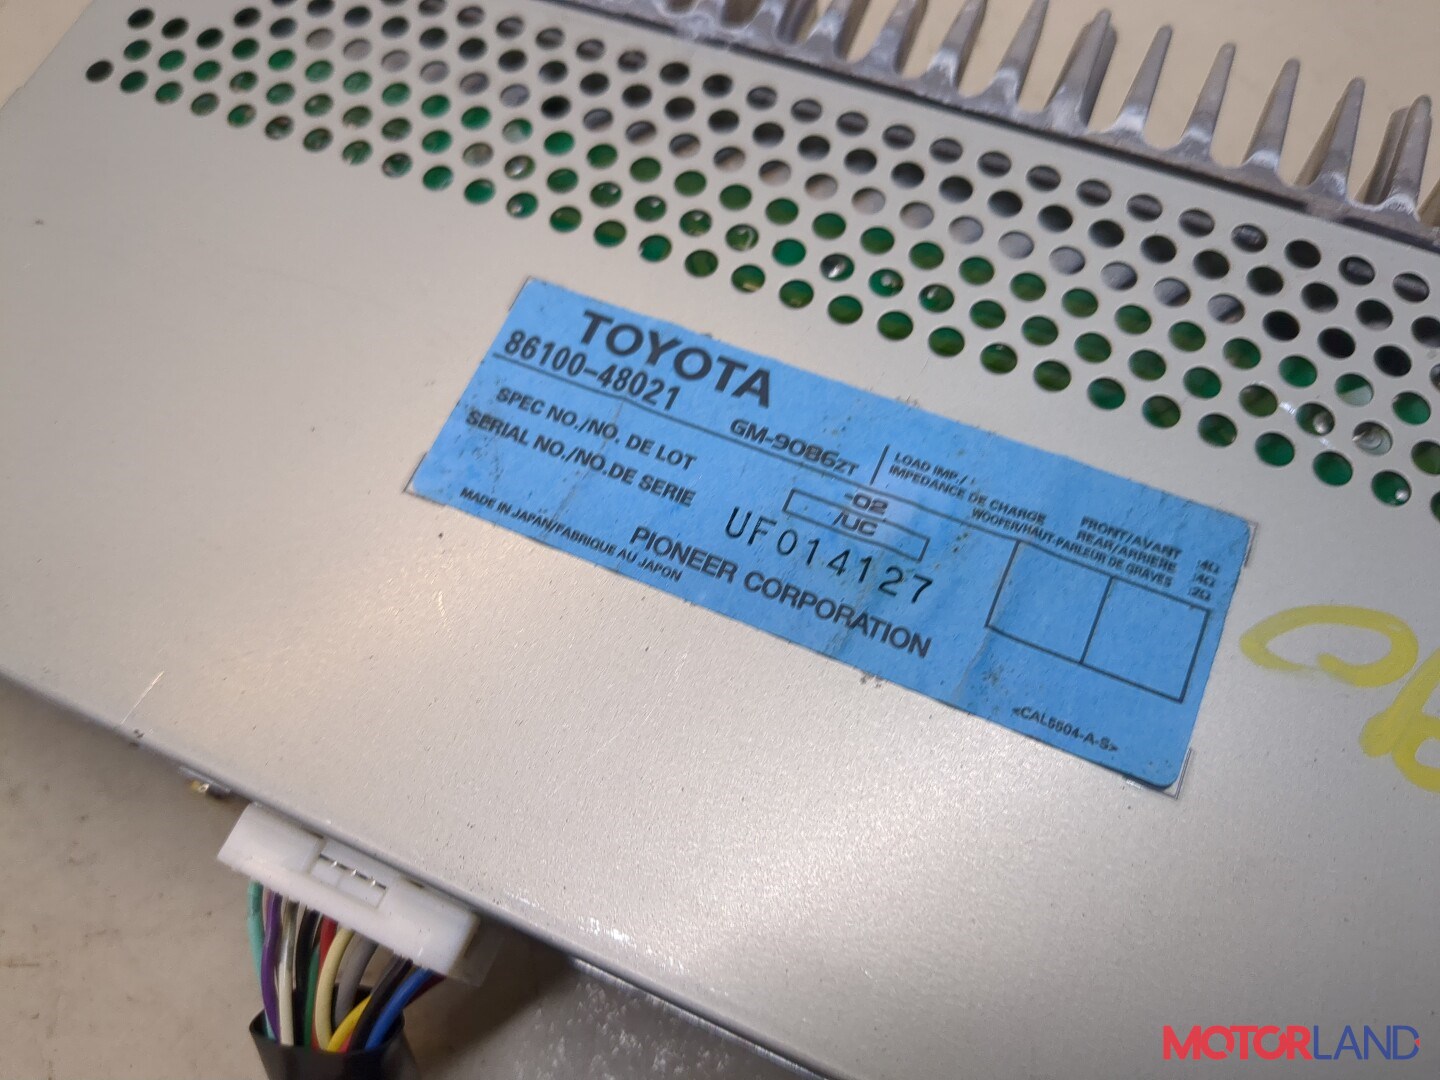 TOYOTA
86100-48021
GM-9086ZT
SPEC NO./NO. DE LOT
-02
/UC
SERIAL NO./NO.DE SERIE
UF014127
MADE IN JAPAN/FABRIQUE AU JAPON
PIONEER CORPORATION
LOAD IMP./
IMPEDANCE DE CHARGE
FRONT/AVANT :4Ω
REAR/ARRIERE :4Ω
WOOFER/HAUT-PARLEUR DE GRAVES :2Ω
<CAL5504-A-S>
MOTORLAND